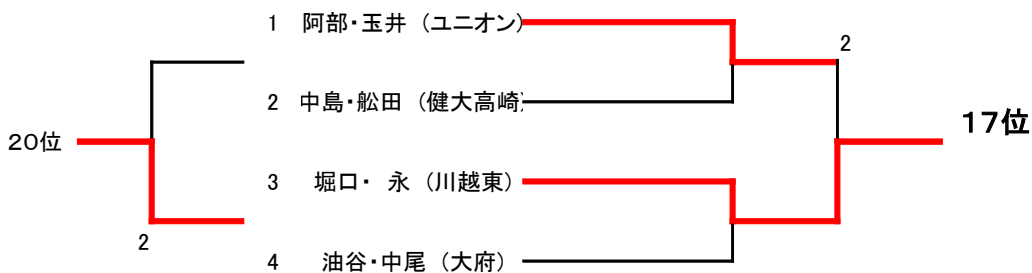 1 阿部・玉井 (ユニオン)
2
2 中島・舩田 (健大高崎)
20位
17位
3 堀口・ 永 (川越東)
2
4 油谷・中尾 (大府)